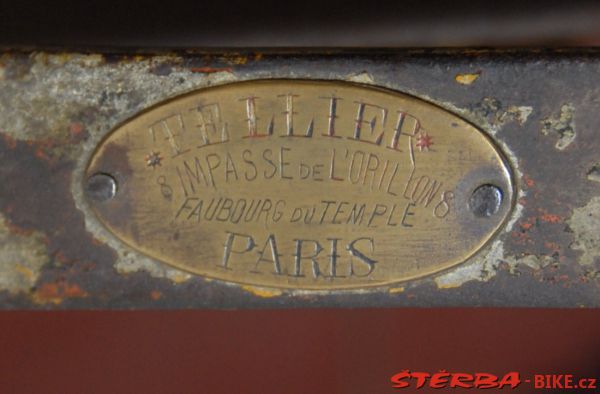 * TELLIER *
8 IMPASSE DE L'ORILLON 8
FAUBOURG DU TEMPLE
PARIS
ŠTĚRBA-BIKE.cz